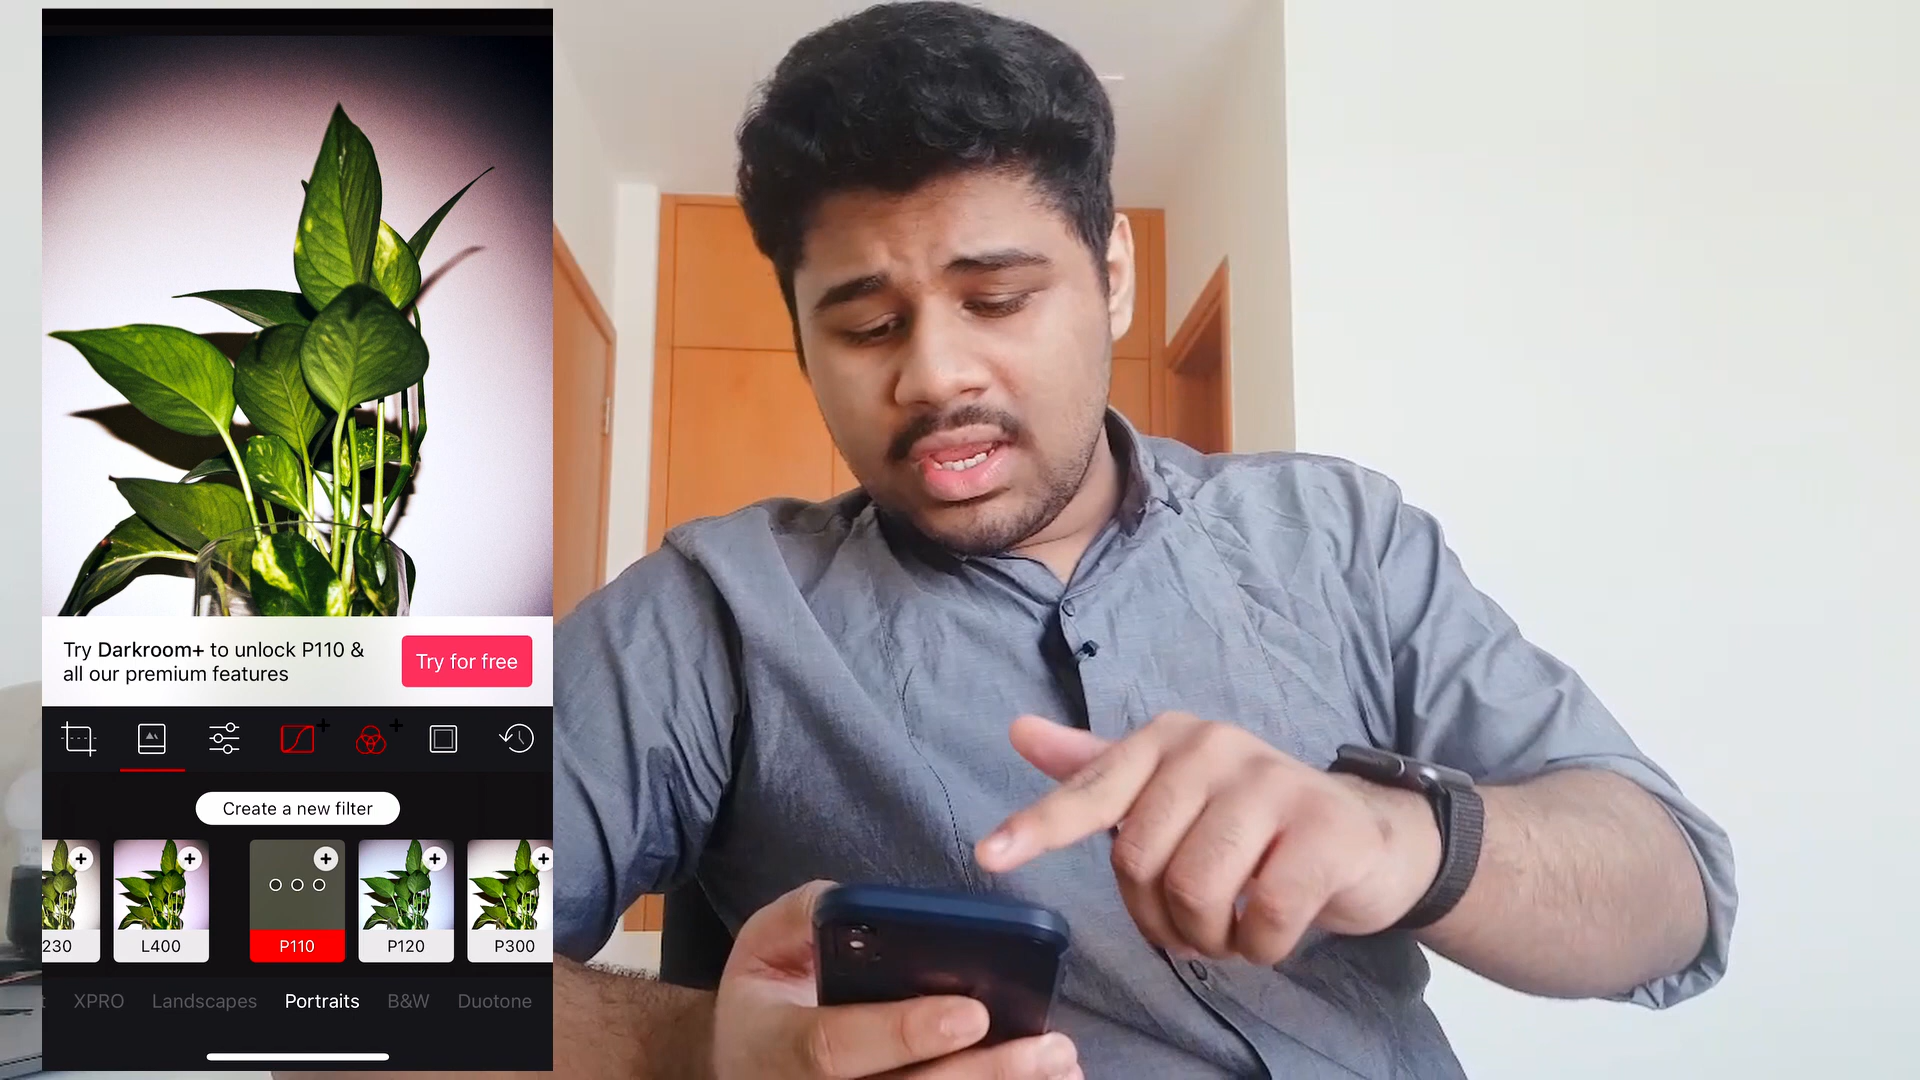 Try Darkroom+ to unlock P110 &
all our premium features
Try for free
Create a new filter
230
L400
P110
P120
P300
XPRO
Landscapes
Portraits
B&W
Duotone